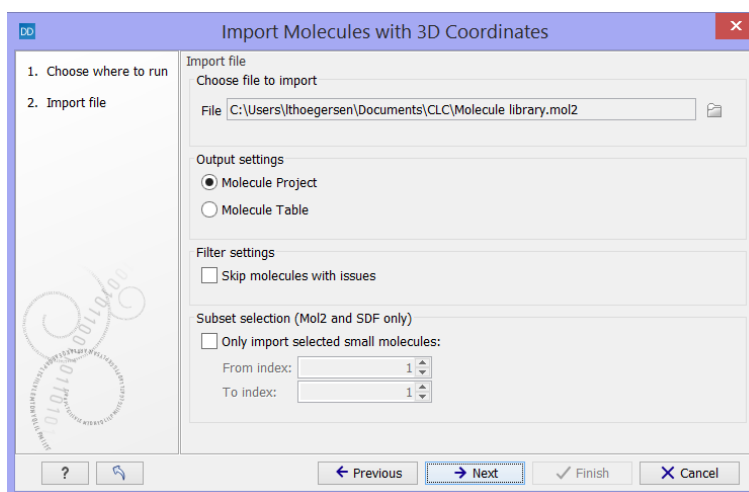 DD
Import Molecules with 3D Coordinates
1. Choose where to run
2. Import file
Import file
Choose file to import
File C:\Users\lthoegersen\Documents\CLC\Molecule library.mol2
Output settings
Molecule Project
Molecule Table
Filter settings
Skip molecules with issues
Subset selection (Mol2 and SDF only)
Only import selected small molecules:
From index: 1
To index: 1
? Previous Next Finish Cancel